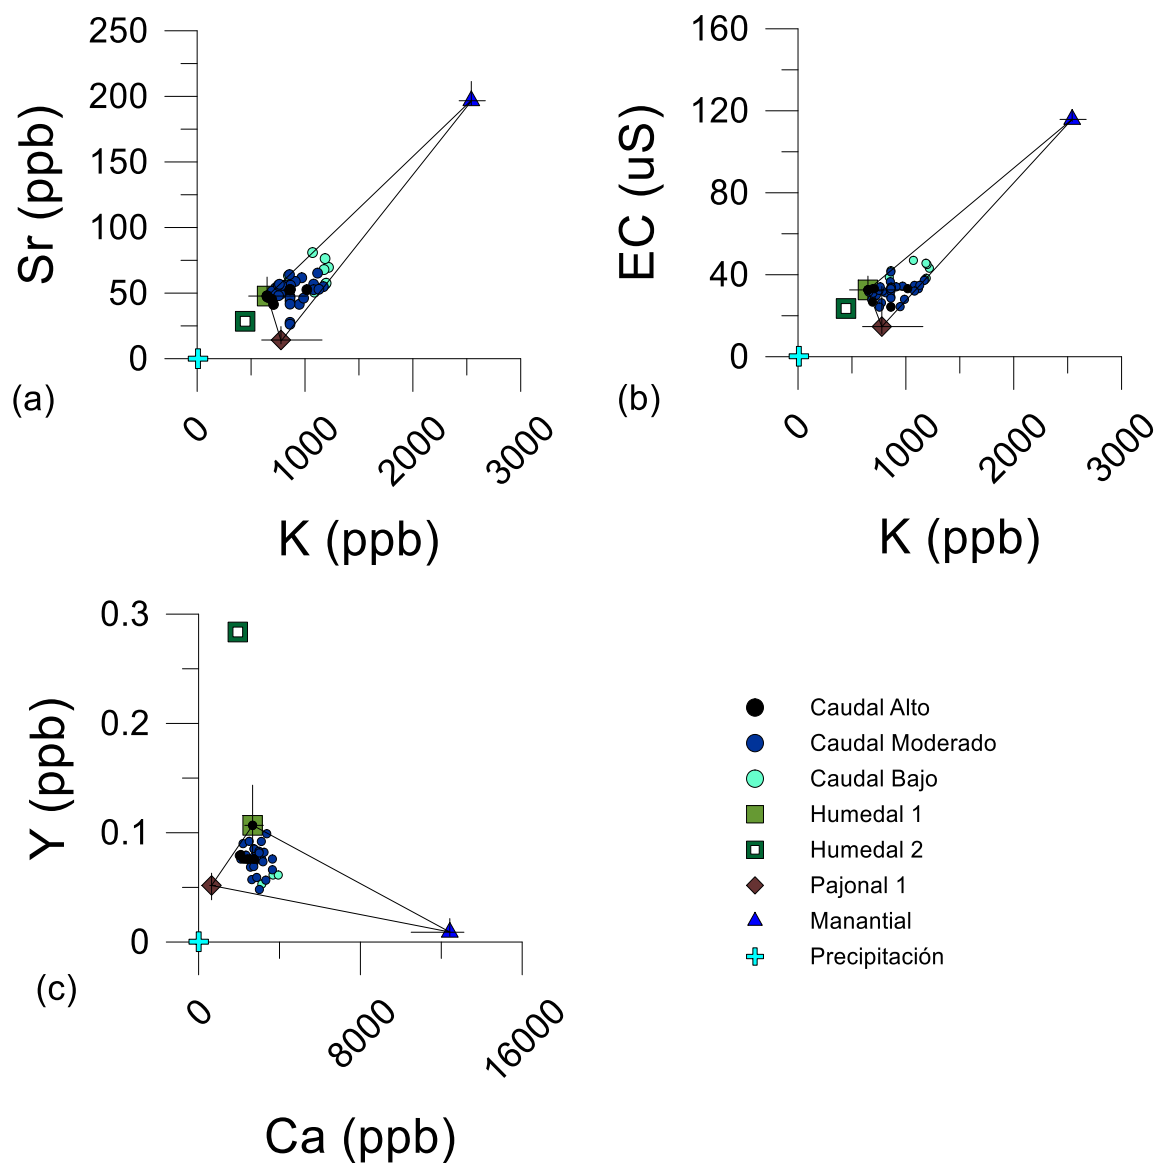 250
200
150
100
50
0
Sr (ppb)
0
1000
2000
3000
K (ppb)
(a)
160
120
80
40
0
EC (uS)
0
1000
2000
3000
K (ppb)
(b)
0.3
0.2
0.1
0
Y (ppb)
0
8000
16000
Ca (ppb)
(c)
Caudal Alto
Caudal Moderado
Caudal Bajo
Humedal 1
Humedal 2
Pajonal 1
Manantial
Precipitación